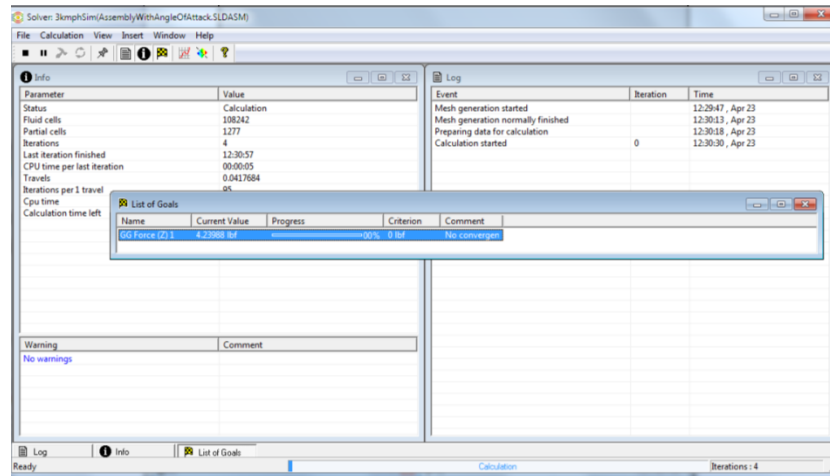 Solver: 3kmphSim(AssemblyWithAngleOfAttack.SLDASM)
File Calculation View Insert Window Help
Info
Parameter Value
Status Calculation
Fluid cells 108242
Partial cells 1277
Iterations 4
Last iteration finished 12:30:57
CPU time per last iteration 00:00:05
Travels 0.0417684
Iterations per 1 travel 95
Cpu time
Calculation time left
Log
Event Iteration Time
Mesh generation started 12:29:47 , Apr 23
Mesh generation normally finished 12:30:13 , Apr 23
Preparing data for calculation 12:30:18 , Apr 23
Calculation started 0 12:30:30 , Apr 23
List of Goals
Name Current Value Progress Criterion Comment
GG Force (Z) 1 4.23988 lbf 00% 0 lbf No convergen
Warning Comment
No warnings
Log Info List of Goals
Ready Calculation Iterations : 4